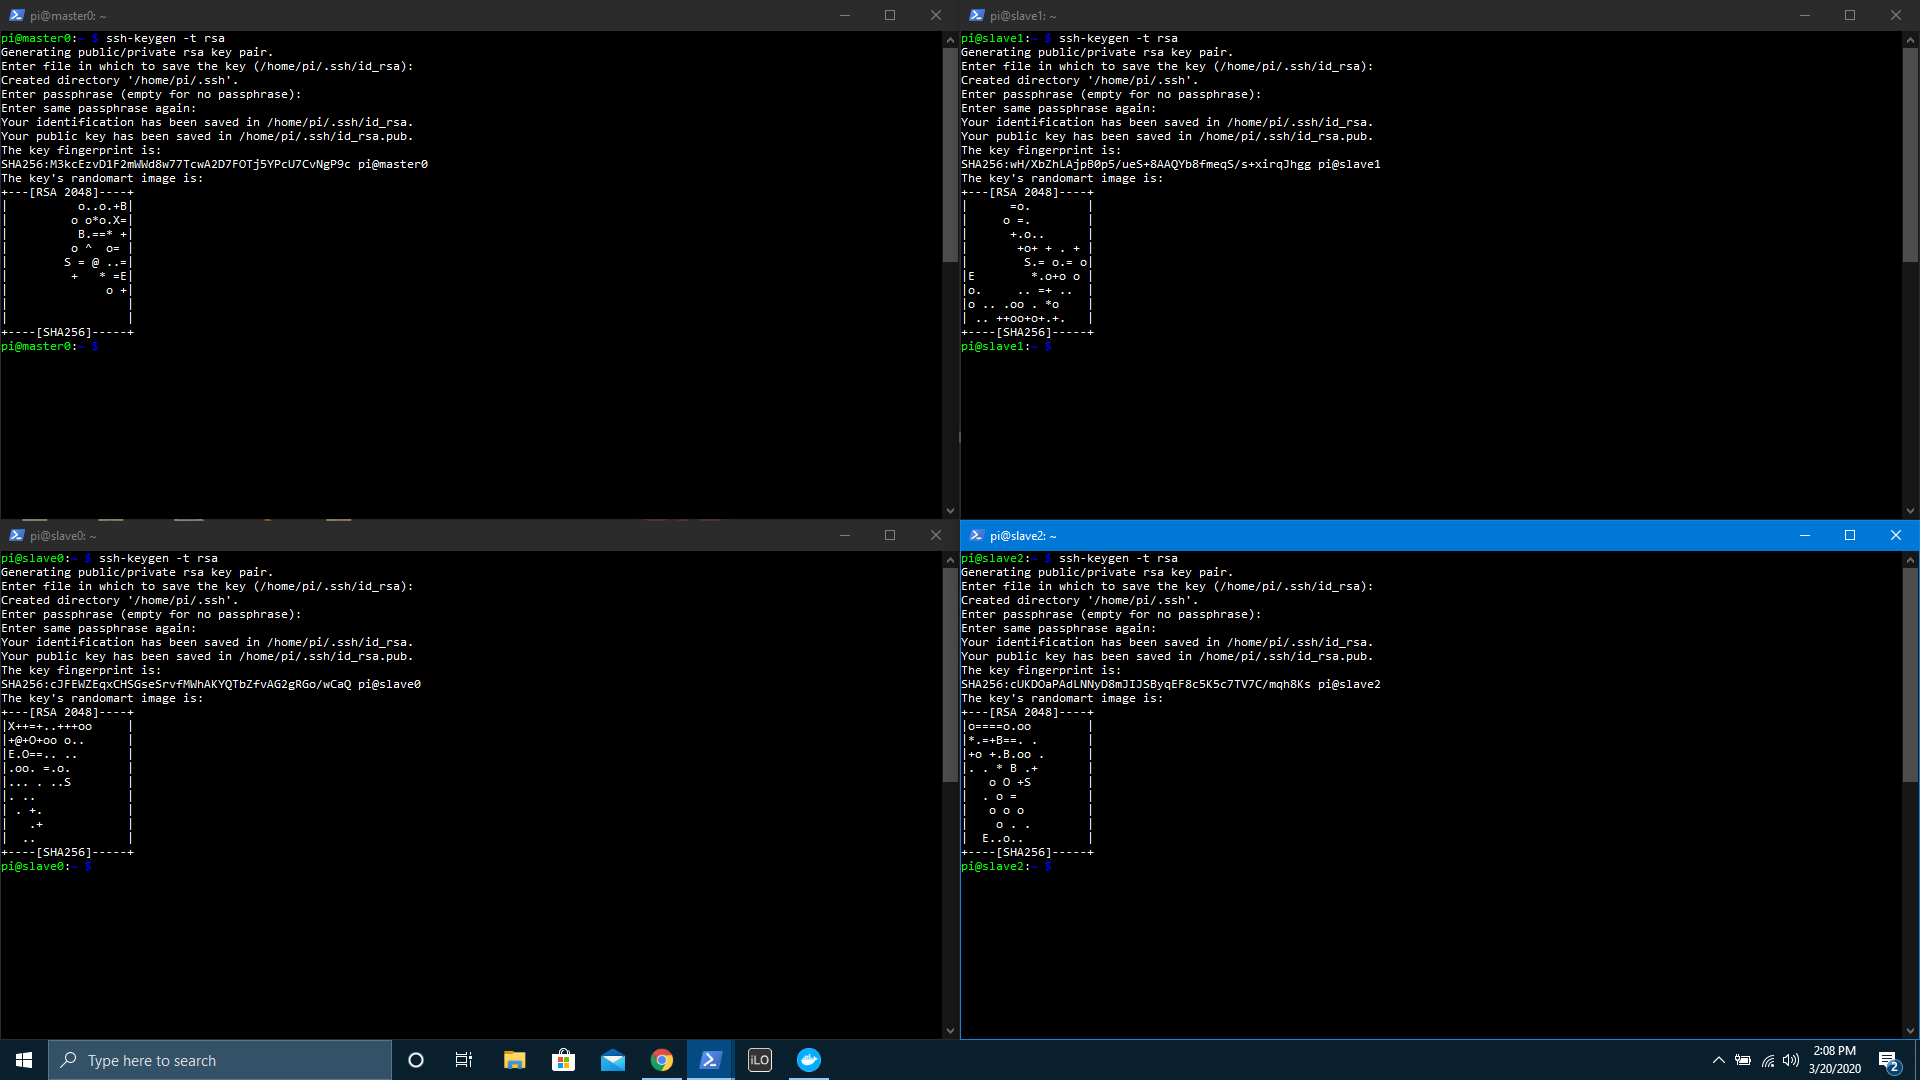 pi@master0: ~
pi@master0:~ $ ssh-keygen -t rsa
Generating public/private rsa key pair.
Enter file in which to save the key (/home/pi/.ssh/id_rsa):
Created directory '/home/pi/.ssh'.
Enter passphrase (empty for no passphrase):
Enter same passphrase again:
Your identification has been saved in /home/pi/.ssh/id_rsa.
Your public key has been saved in /home/pi/.ssh/id_rsa.pub.
The key fingerprint is:
SHA256:M3kcEzvD1F2mWWd8w77TcwA2D7FOTj5YPcU7CvNgP9c pi@master0
The key's randomart image is:
+---[RSA 2048]----+
|          o..o.+B|
|         o o*o.X=|
|          B.==* +|
|         o ^  o= |
|        S = @ ..=|
|         +   * =E|
|              o +|
|                 |
|                 |
+----[SHA256]-----+
pi@master0:~ $
pi@slave1: ~
pi@slave1:~ $ ssh-keygen -t rsa
Generating public/private rsa key pair.
Enter file in which to save the key (/home/pi/.ssh/id_rsa):
Created directory '/home/pi/.ssh'.
Enter passphrase (empty for no passphrase):
Enter same passphrase again:
Your identification has been saved in /home/pi/.ssh/id_rsa.
Your public key has been saved in /home/pi/.ssh/id_rsa.pub.
The key fingerprint is:
SHA256:wH/XbZhLAjpB0p5/ueS+8AAQYb8fmeqS/s+xirqJhgg pi@slave1
The key's randomart image is:
+---[RSA 2048]----+
|      =o.        |
|     o =.        |
|      +.o..      |
|       +o+ + . + |
|        S.= o.= o|
|E        *.o+o o |
|o.     .. =+ ..  |
|o .. .oo . *o    |
| .. ++oo+o+.+.   |
+----[SHA256]-----+
pi@slave1:~ $
pi@slave0: ~
pi@slave0:~ $ ssh-keygen -t rsa
Generating public/private rsa key pair.
Enter file in which to save the key (/home/pi/.ssh/id_rsa):
Created directory '/home/pi/.ssh'.
Enter passphrase (empty for no passphrase):
Enter same passphrase again:
Your identification has been saved in /home/pi/.ssh/id_rsa.
Your public key has been saved in /home/pi/.ssh/id_rsa.pub.
The key fingerprint is:
SHA256:cJFEWZEqxCHSGseSrvfMWhAKYQTbZfvAG2gRGo/wCaQ pi@slave0
The key's randomart image is:
+---[RSA 2048]----+
|X++=+..+++oo     |
|+@+O+oo o..      |
|E.O==.. ..       |
|.oo. =.o.        |
|... . ..S        |
|. ..             |
| . +.            |
|   .+            |
|  ..             |
+----[SHA256]-----+
pi@slave0:~ $
pi@slave2: ~
pi@slave2:~ $ ssh-keygen -t rsa
Generating public/private rsa key pair.
Enter file in which to save the key (/home/pi/.ssh/id_rsa):
Created directory '/home/pi/.ssh'.
Enter passphrase (empty for no passphrase):
Enter same passphrase again:
Your identification has been saved in /home/pi/.ssh/id_rsa.
Your public key has been saved in /home/pi/.ssh/id_rsa.pub.
The key fingerprint is:
SHA256:cUKDOaPAdLNNyD8mJIJSByqEF8c5K5c7TV7C/mqh8Ks pi@slave2
The key's randomart image is:
+---[RSA 2048]----+
|o====o.oo        |
|*.=+B==. .       |
|+o +.B.oo .      |
|. . * B .+       |
|   o O +S        |
|  . o =          |
|   o o o         |
|    o . .        |
|  E..o..         |
+----[SHA256]-----+
pi@slave2:~ $
Type here to search
iLO
2:08 PM
3/20/2020
2